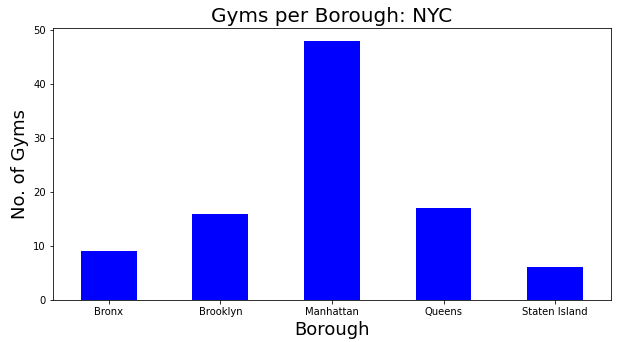 Gyms per Borough: NYC
No. of Gyms
50
40
30
20
10
0
Bronx Brooklyn Manhattan Queens Staten Island
Borough